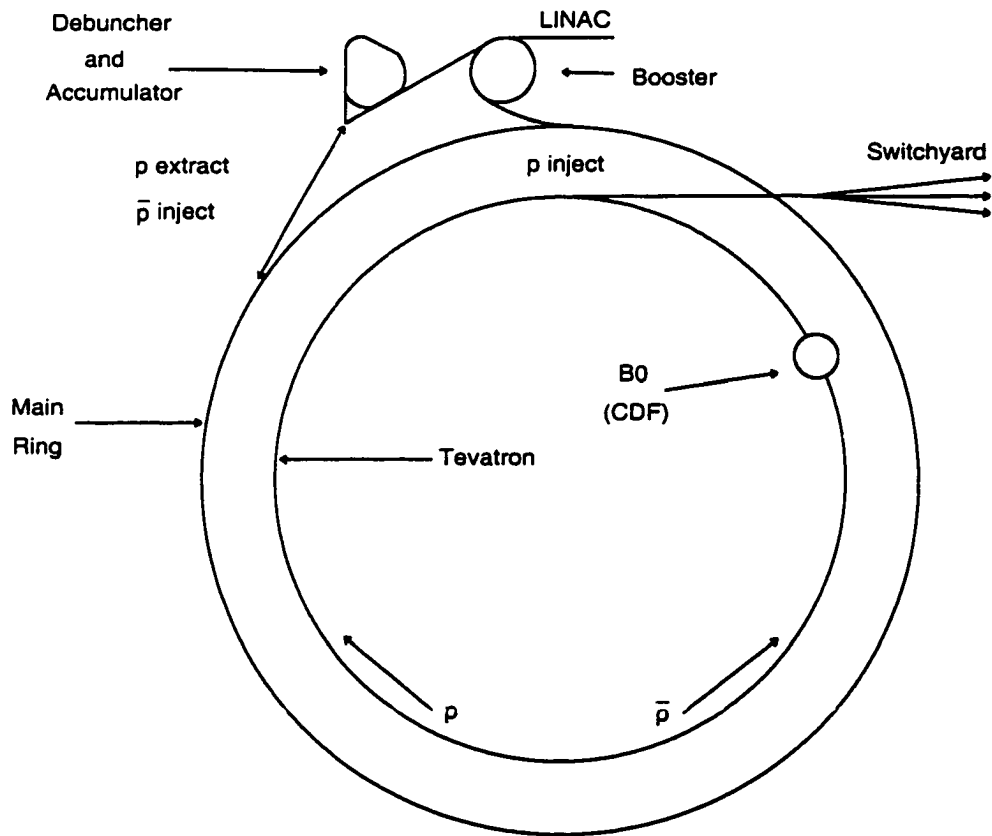 Debuncher
and
Accumulator
LINAC
Booster
p extract
p̅ inject
p inject
Switchyard
B0
(CDF)
Main
Ring
Tevatron
p
p̅